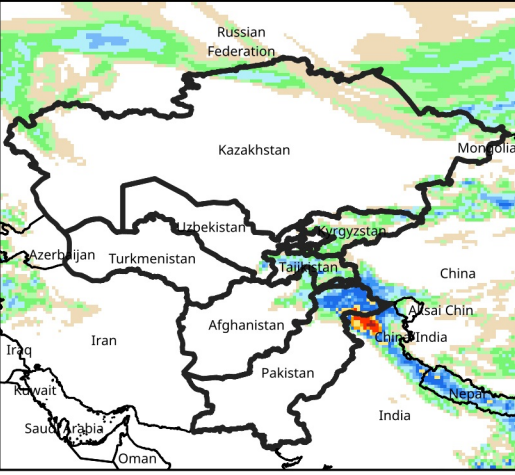 Russian
Federation
Kazakhstan
Mongolia
Uzbekistan
Kyrgyzstan
Azerbaijan
Turkmenistan
Tajikistan
China
Aksai Chin
Afghanistan
China/India
Iran
Iraq
Pakistan
Kuwait
Nepal
India
Saudi Arabia
Oman